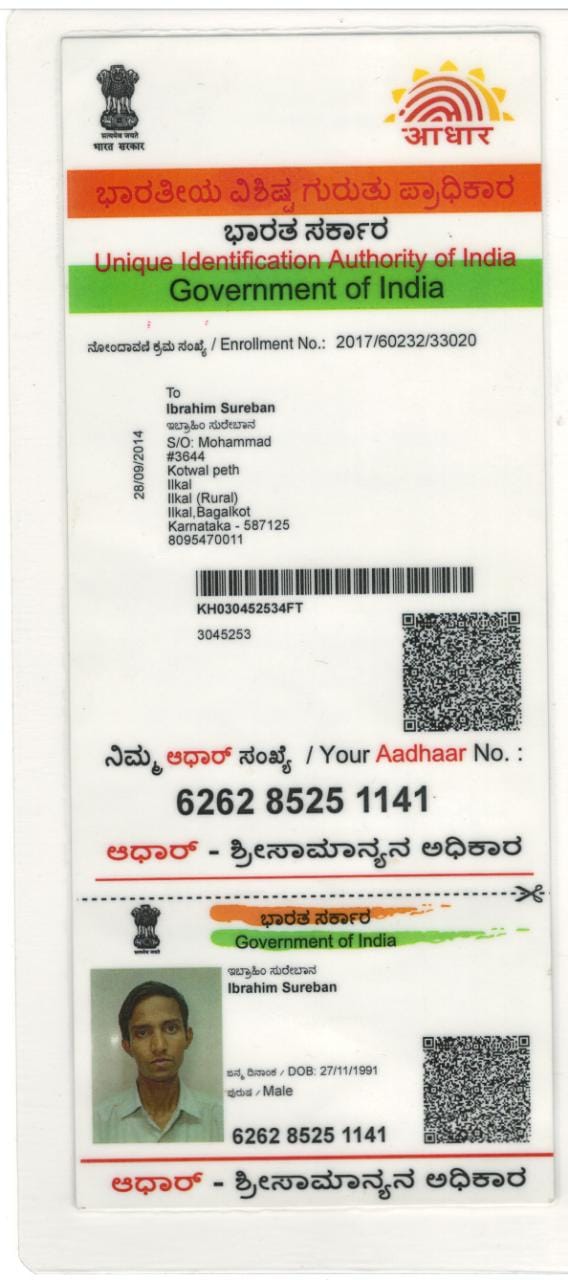 सत्यमेव जयते
भारत सरकार
आधार
ಭಾರತೀಯ ವಿಶಿಷ್ಟ ಗುರುತು ಪ್ರಾಧಿಕಾರ
ಭಾರತ ಸರ್ಕಾರ
Unique Identification Authority of India
Government of India
ನೋಂದಾವಣಿ ಕ್ರಮ ಸಂಖ್ಯೆ / Enrollment No.: 2017/60232/33020
28/09/2014
To
Ibrahim Sureban
ಇಬ್ರಾಹಿಂ ಸುರೇಬಾನ
S/O: Mohammad
#3644
Kotwal peth
Ilkal
Ilkal (Rural)
Ilkal,Bagalkot
Karnataka - 587125
8095470011
KH030452534FT
3045253
ನಿಮ್ಮ ಆಧಾರ್ ಸಂಖ್ಯೆ / Your Aadhaar No. :
6262 8525 1141
ಆಧಾರ್ - ಶ್ರೀಸಾಮಾನ್ಯನ ಅಧಿಕಾರ
ಭಾರತ ಸರ್ಕಾರ
Government of India
ಇಬ್ರಾಹಿಂ ಸುರೇಬಾನ
Ibrahim Sureban
ಜನ್ಮ ದಿನಾಂಕ / DOB: 27/11/1991
ಪುರುಷ / Male
6262 8525 1141
ಆಧಾರ್ - ಶ್ರೀಸಾಮಾನ್ಯನ ಅಧಿಕಾರ